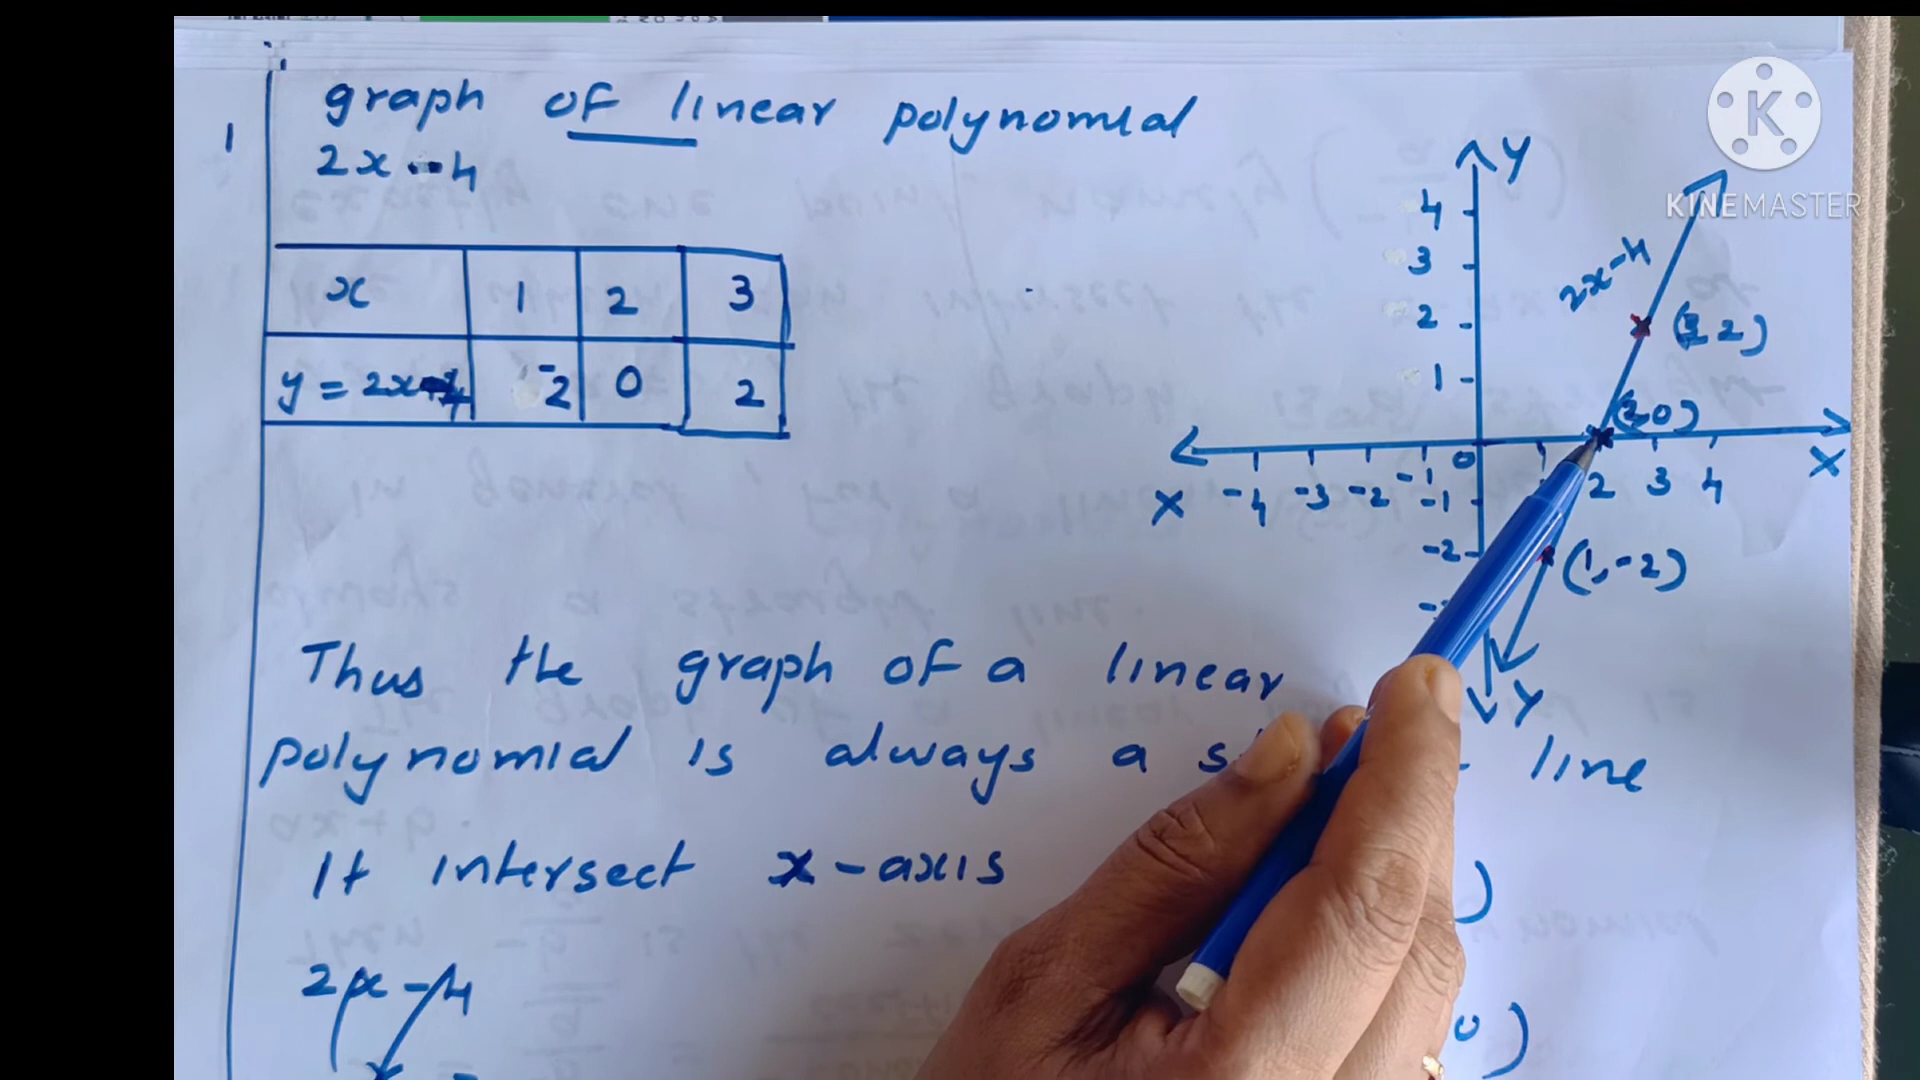 1
graph of linear polynomial
2x - 4
x 1 2 3
y = 2x-4 -2 0 2
Y
4
3
2
1
2x-4
(3 2)
(2 0)
X -4 -3 -2 -1 0 2 3 4 X
-1
-2
(1, -2)
Y
Thus the graph of a linear
polynomial is always a line
It intersect x-axis
)
2x - 4
0)
K
KINEMASTER